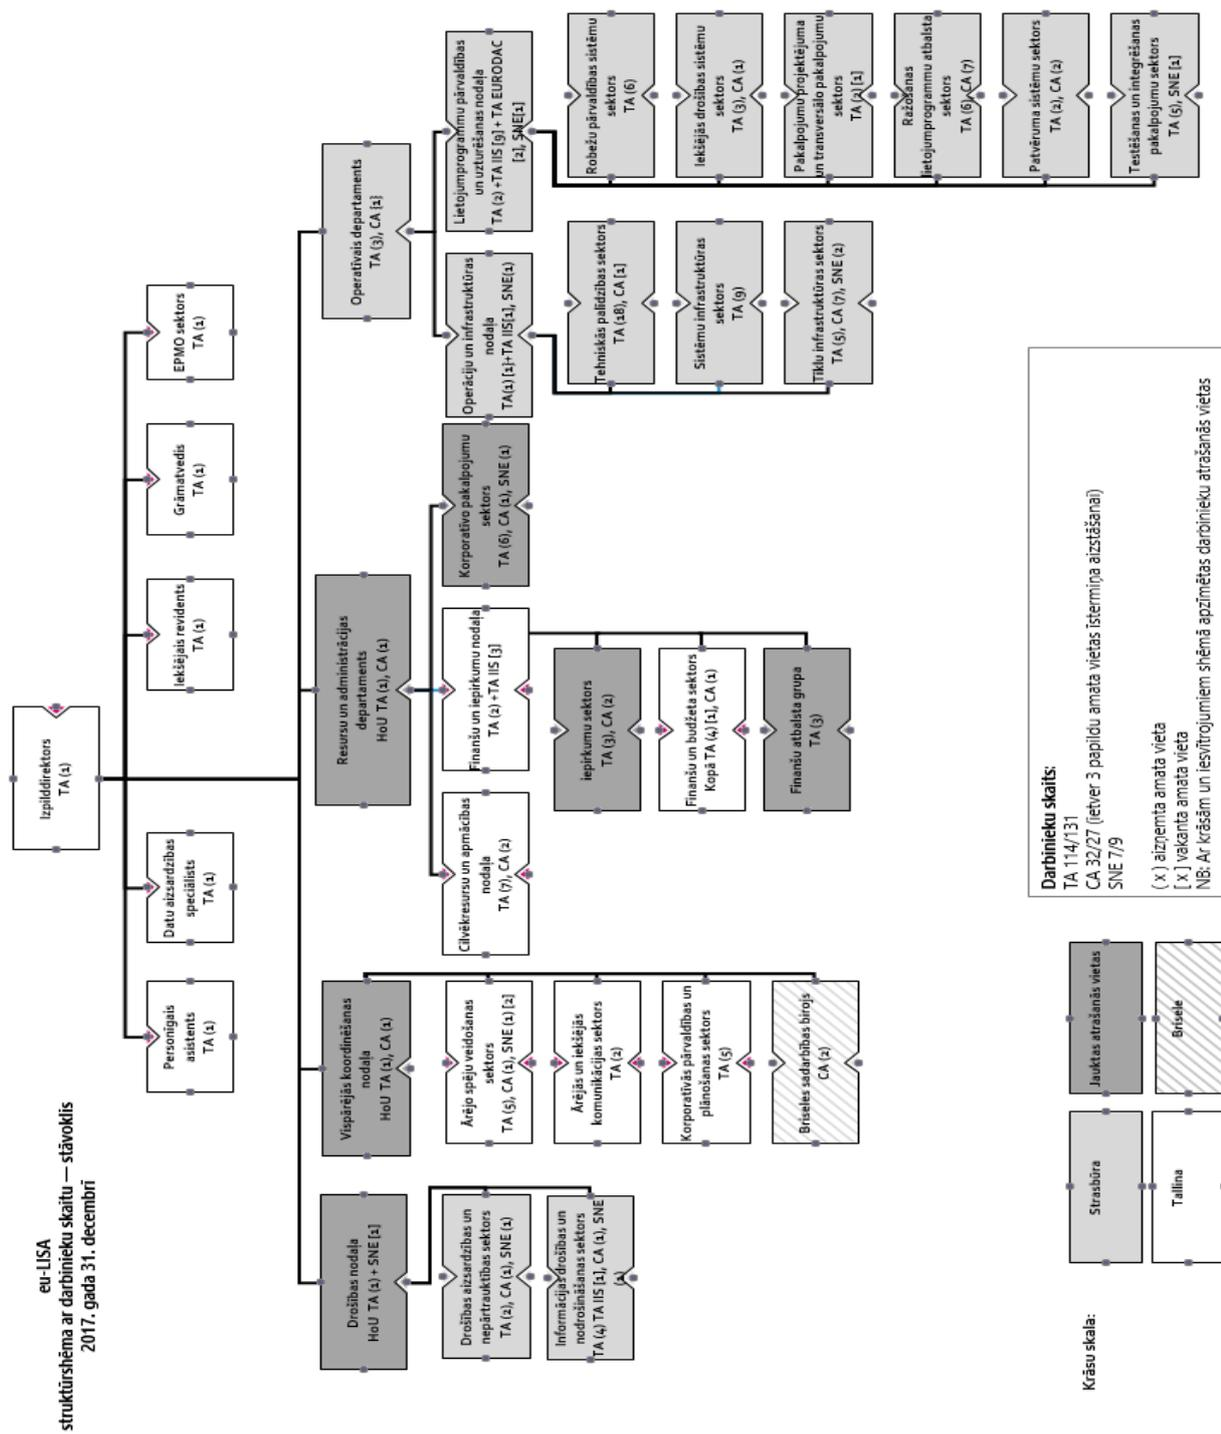 eu-LISA
struktūrshēma ar darbinieku skaitu — stāvoklis
2017. gada 31. decembrī
Izpilddirektors
TA (1)
Personīgais
asistents
TA (1)
Datu aizsardzības
speciālists
TA (1)
Iekšējais revidents
TA (1)
Grāmatvedis
TA (1)
EPMO sektors
TA (1)
Drošības nodaļa
HoU TA (1) + SNE [1]
Drošības aizsardzības un
nepārtrauktības sektors
TA (2), CA (1), SNE (1)
Informācijas drošības un
nodrošināšanas sektors
TA (4) TA IIS [1], CA (1), SNE
(1)
Vispārējās koordinēšanas
nodaļa
HoU TA (1), CA (1)
Ārējo spēju veidošanas
sektors
TA (5), CA (1), SNE (1) [2]
Ārējās un iekšējās
komunikācijas sektors
TA (2)
Korporatīvās pārvaldības un
plānošanas sektors
TA (5)
Briseles sadarbības birojs
CA (2)
Resursu un administrācijas
departaments
HoU TA (1), CA (1)
Cilvēkresursu un apmācības
nodaļa
TA (7), CA (2)
Finanšu un iepirkumu nodaļa
TA (2) +TA IIS [3]
iepirkumu sektors
TA (3), CA (2)
Finanšu un budžeta sektors
Kopā TA (4) [1], CA (1)
Finanšu atbalsta grupa
TA (3)
Korporatīvo pakalpojumu
sektors
TA (6), CA (1), SNE (1)
Operatīvais departaments
TA (3), CA [1]
Operāciju un infrastruktūras
nodaļa
TA(1) [1]+TA IIS[1], SNE(1)
Tehniskās palīdzības sektors
TA (18), CA [1]
Sistēmu infrastruktūras
sektors
TA (9)
Tīklu infrastruktūras sektors
TA (5), CA (7), SNE (2)
Lietojumprogrammu pārvaldības
un uzturēšanas nodaļa
TA (2) +TA IIS [9] + TA EURODAC
[2], SNE[1]
Robežu pārvaldības sistēmu
sektors
TA (6)
Iekšējās drošības sistēmu
sektors
TA (3), CA (1)
Pakalpojumu projektējuma
un transversālo pakalpojumu
sektors
TA (2) [1]
Ražošanas
lietojumprogrammu atbalsta
sektors
TA (6), CA (7)
Patvēruma sistēmu sektors
TA (2), CA (2)
Testēšanas un integrēšanas
pakalpojumu sektors
TA (5), SNE [1]
Krāsu skala:
Strasbūra
Jauktas atrašanās vietas
Tallina
Brisele
Darbinieku skaits:
TA 114/131
CA 32/27 (ietver 3 papildu amata vietas īstermiņa aizstāšanai)
SNE 7/9
( x ) aizņemta amata vieta
[ x ] vakanta amata vieta
NB: Ar krāsām un iesvītrojumiem shēmā apzīmētas darbinieku atrašanās vietas